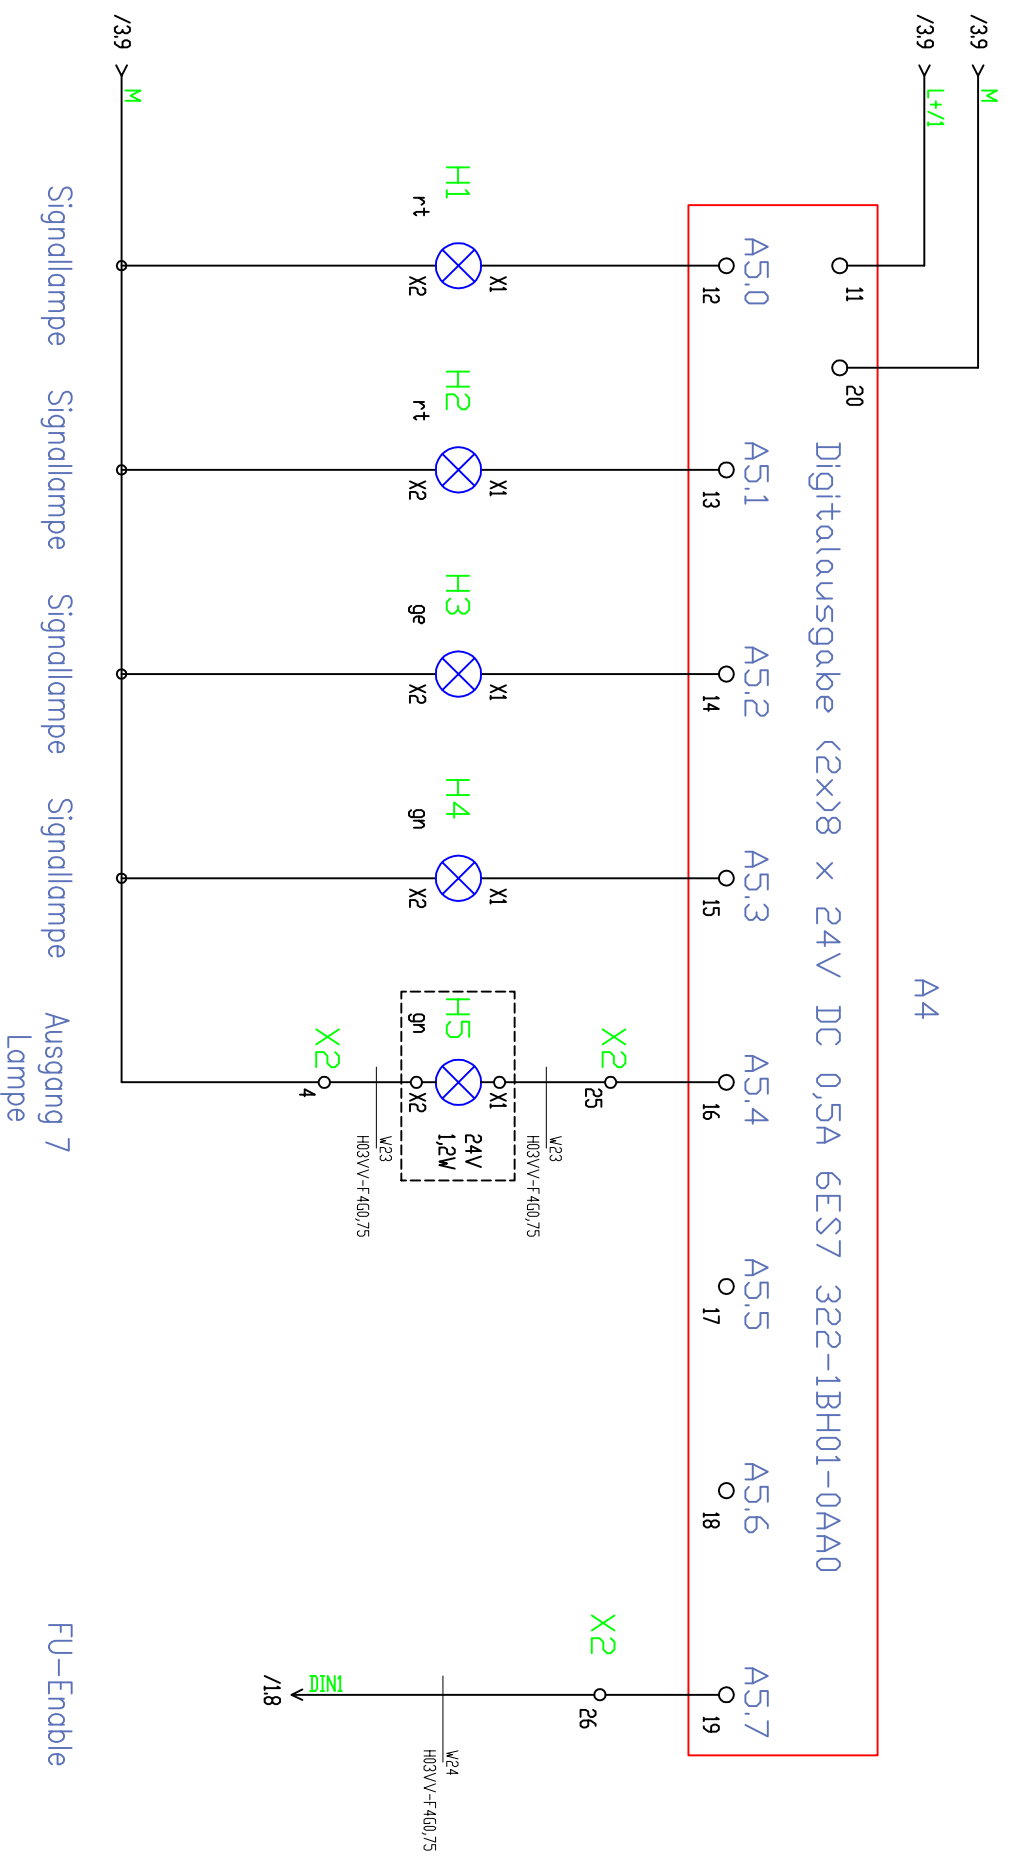 A4
/3.9 M
/3.9 L+/1
11
20
Digitalausgabe (2x)8 x 24V DC 0,5A 6ES7 322-1BH01-0AA0
A5.0
A5.1
A5.2
A5.3
A5.4
A5.5
A5.6
A5.7
12
13
14
15
16
17
18
19
X2
25
X2
26
W23
H03VV-F4G0,75
H1
rt
X1
X2
H2
rt
X1
X2
H3
ge
X1
X2
H4
gn
X1
X2
H5
gn
X1
X2
24V
1,2W
W24
H03VV-F4G0,75
W23
H03VV-F4G0,75
X2
4
DIN1
/1.8
/3.9 M
Signallampe
Signallampe
Signallampe
Signallampe
Ausgang 7
Lampe
FU-Enable